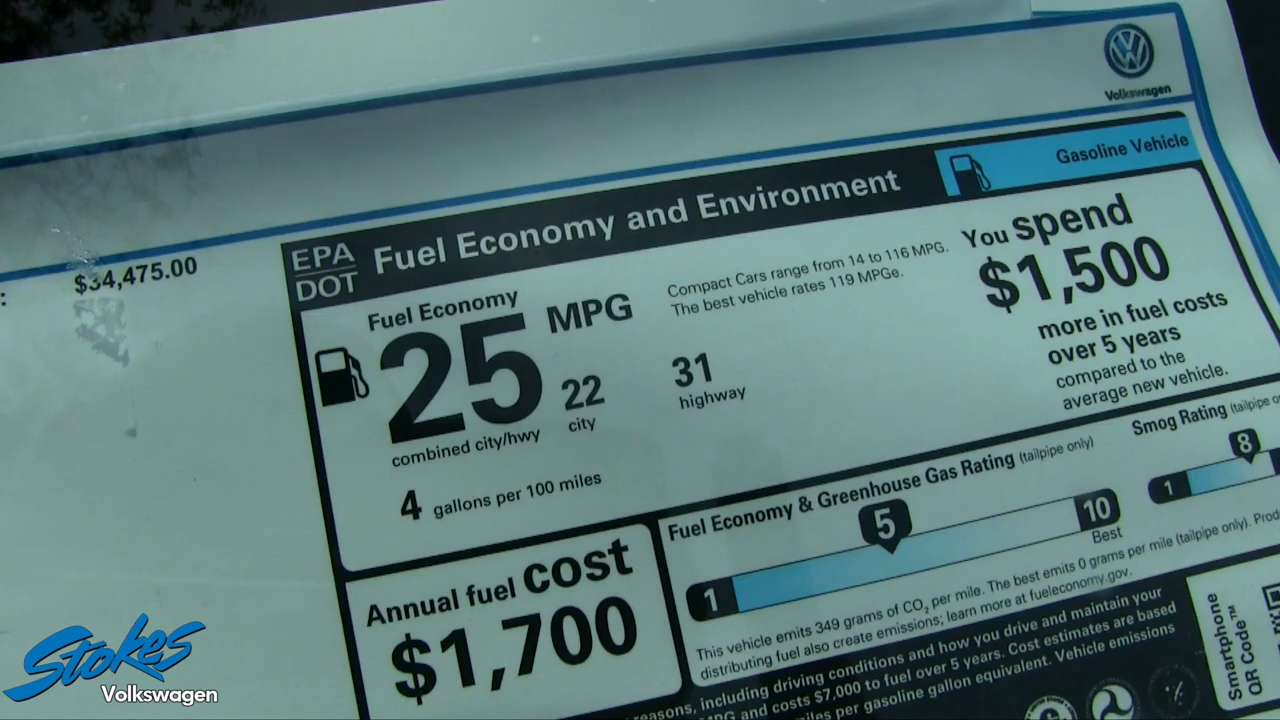 Volkswagen
Gasoline Vehicle
: $34,475.00
EPA
DOT
Fuel Economy and Environment
Fuel Economy
25 MPG
22
city
31
highway
combined city/hwy
4 gallons per 100 miles
Compact Cars range from 14 to 116 MPG.
The best vehicle rates 119 MPGe.
You spend
$1,500
more in fuel costs
over 5 years
compared to the
average new vehicle.
Annual fuel cost
$1,700
Fuel Economy & Greenhouse Gas Rating (tailpipe only)
1 5 10
Best
Smog Rating (tailpipe
1 8
This vehicle emits 349 grams of CO₂ per mile. The best emits 0 grams per mile (tailpipe only).
distributing fuel also create emissions; learn more at fueleconomy.gov.
including driving conditions and how you drive and maintain your
and costs $7,000 to fuel over 5 years. Cost estimates are based
per gasoline gallon equivalent. Vehicle emissions
Smartphone
QR Code™
Stokes
Volkswagen